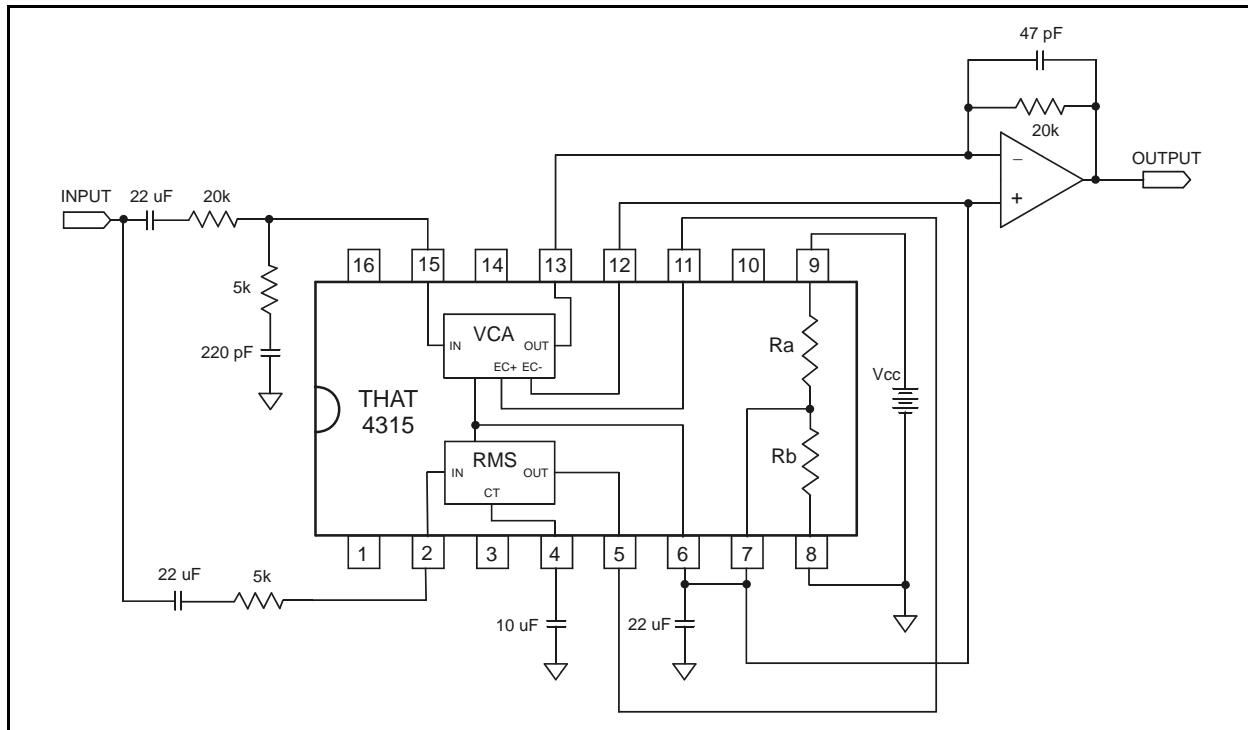 47 pF
20k
−
+
OUTPUT
INPUT
22 uF
20k
5k
220 pF
16
15
14
13
12
11
10
9
VCA
IN
OUT
EC+
EC-
THAT
4315
Ra
Vcc
RMS
IN
OUT
CT
Rb
1
2
3
4
5
6
7
8
22 uF
5k
10 uF
22 uF